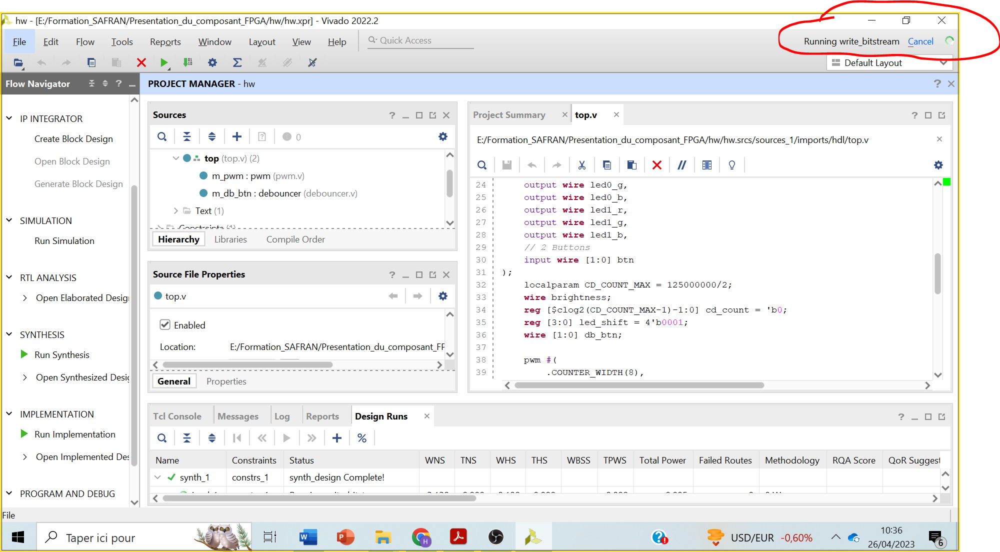 hw - [E:/Formation_SAFRAN/Presentation_du_composant_FPGA/hw/hw.xpr] - Vivado 2022.2
File Edit Flow Tools Reports Window Layout View Help Quick Access
Running write_bitstream Cancel
Default Layout
Flow Navigator
PROJECT MANAGER - hw
IP INTEGRATOR
Create Block Design
Open Block Design
Generate Block Design
SIMULATION
Run Simulation
RTL ANALYSIS
Open Elaborated Desig
SYNTHESIS
Run Synthesis
Open Synthesized Desig
IMPLEMENTATION
Run Implementation
Open Implemented Des
PROGRAM AND DEBUG
Sources
0
top (top.v) (2)
m_pwm : pwm (pwm.v)
m_db_btn : debouncer (debouncer.v)
Text (1)
Constraints (1)
Hierarchy Libraries Compile Order
Source File Properties
top.v
Enabled
Location: E:/Formation_SAFRAN/Presentation_du_composant_FP
General Properties
Project Summary top.v
E:/Formation_SAFRAN/Presentation_du_composant_FPGA/hw/hw.srcs/sources_1/imports/hdl/top.v
24 output wire led0_g,
25 output wire led0_b,
26 output wire led1_r,
27 output wire led1_g,
28 output wire led1_b,
29 // 2 Buttons
30 input wire [1:0] btn
31 );
32 localparam CD_COUNT_MAX = 125000000/2;
33 wire brightness;
34 reg [$clog2(CD_COUNT_MAX-1)-1:0] cd_count = 'b0;
35 reg [3:0] led_shift = 4'b0001;
36 wire [1:0] db_btn;
37
38 pwm #(
39 .COUNTER_WIDTH(8),
Tcl Console Messages Log Reports Design Runs
Name Constraints Status WNS TNS WHS THS WBSS TPWS Total Power Failed Routes Methodology RQA Score QoR Suggest
synth_1 constrs_1 synth_design Complete!
File
Taper ici pour
USD/EUR -0,60%
10:36
26/04/2023
6